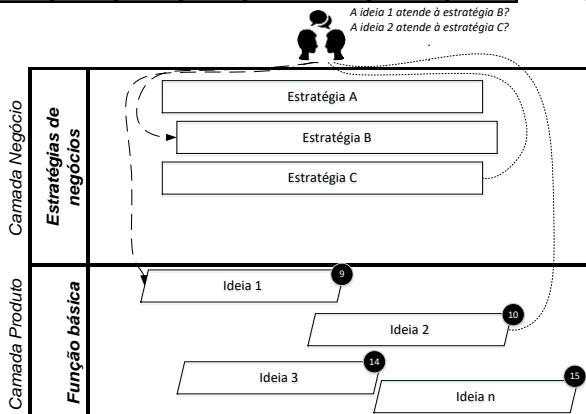 A ideia 1 atende à estratégia B?
A ideia 2 atende à estratégia C?
Camada Negócio
Estratégias de
negócios
Estratégia A
Estratégia B
Estratégia C
Camada Produto
Função básica
Ideia 1
9
Ideia 2
10
Ideia 3
14
Ideia n
15